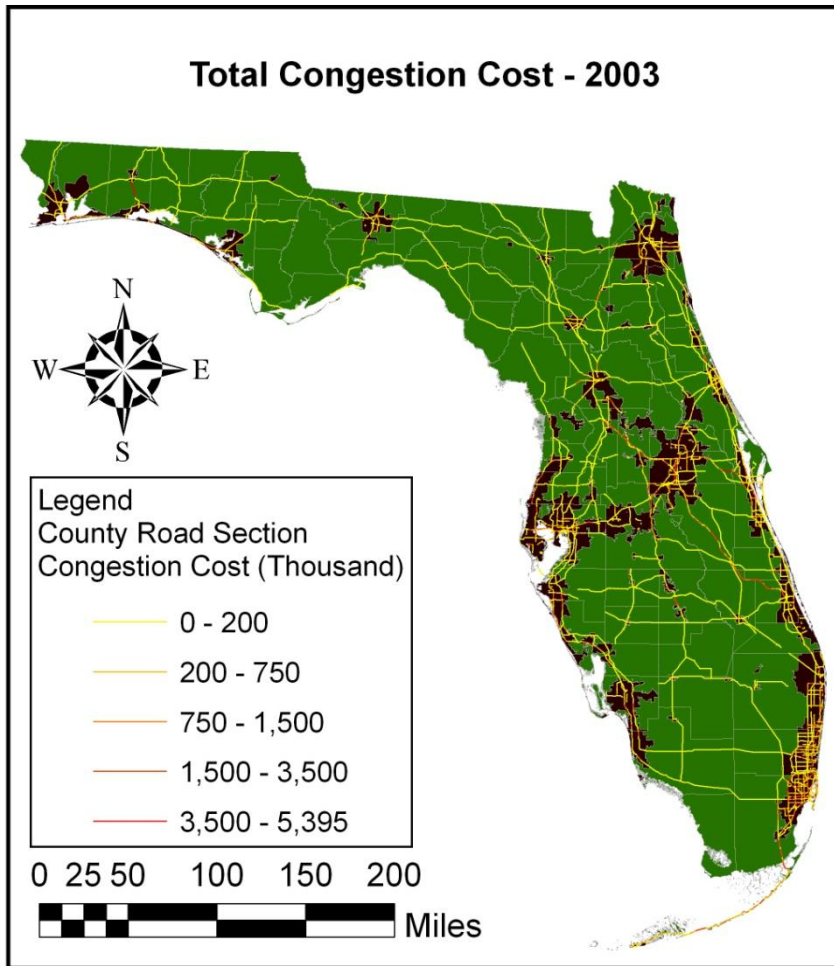 Total Congestion Cost - 2003
N
W E
S
Legend
County Road Section
Congestion Cost (Thousand)
0 - 200
200 - 750
750 - 1,500
1,500 - 3,500
3,500 - 5,395
0 25 50 100 150 200
Miles